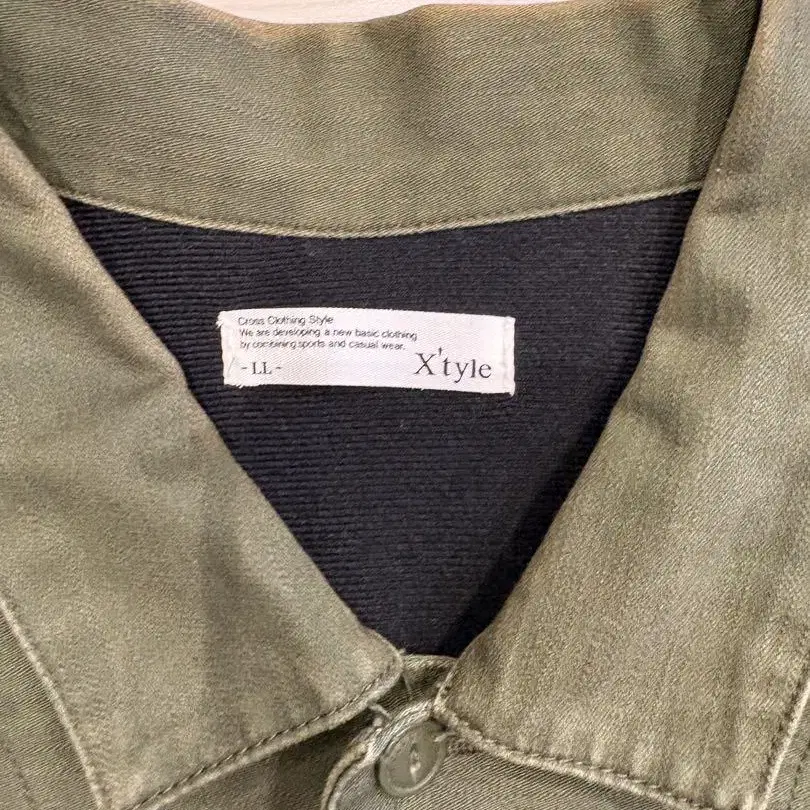 Cross Clothing Style
We are developing a new basic clothing
by combining sports and casual wear.
- LL -
X'tyle